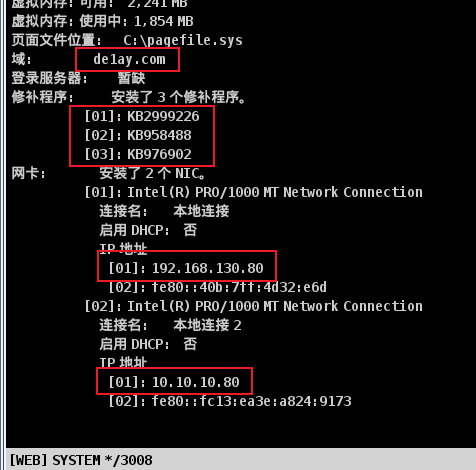 虚拟内存: 可用: 2,241 MB
虚拟内存: 使用中: 1,854 MB
页面文件位置: C:\pagefile.sys
域: de1ay.com
登录服务器: 暂缺
修补程序: 安装了 3 个修补程序。
[01]: KB2999226
[02]: KB958488
[03]: KB976902
网卡: 安装了 2 个 NIC。
[01]: Intel(R) PRO/1000 MT Network Connection
连接名: 本地连接
启用 DHCP: 否
IP 地址
[01]: 192.168.130.80
[02]: fe80::40b:7ff:4d32:e6d
[02]: Intel(R) PRO/1000 MT Network Connection
连接名: 本地连接 2
启用 DHCP: 否
IP 地址
[01]: 10.10.10.80
[02]: fe80::fc13:ea3e:a824:9173
[WEB] SYSTEM */3008